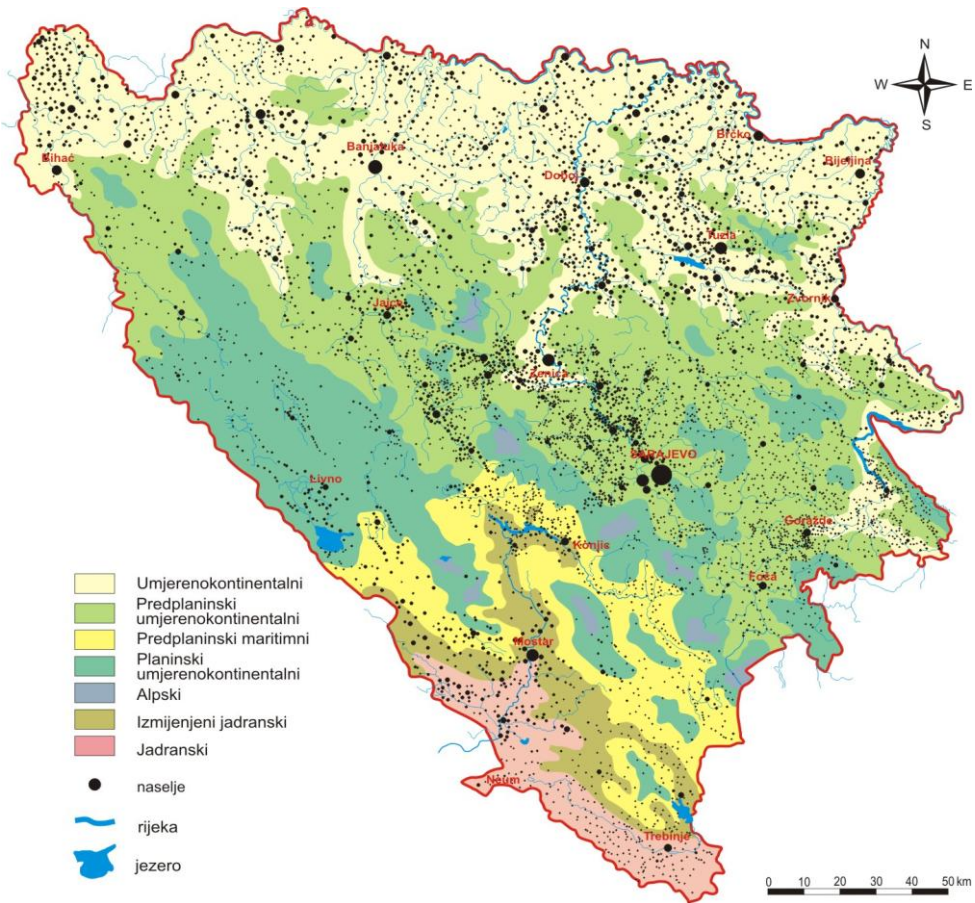 N
W E
S
Bihać
Banjaluka
Brčko
Bijeljina
Doboj
Tuzla
Zvornik
Jajce
Zenica
SARAJEVO
Livno
Goražde
Konjic
Foča
Mostar
Neum
Trebinje
Umjerenokontinentalni
Predplaninski
umjerenokontinentalni
Predplaninski maritimni
Planinski
umjerenokontinentalni
Alpski
Izmijenjeni jadranski
Jadranski
naselje
rijeka
jezero
0 10 20 30 40 50 km